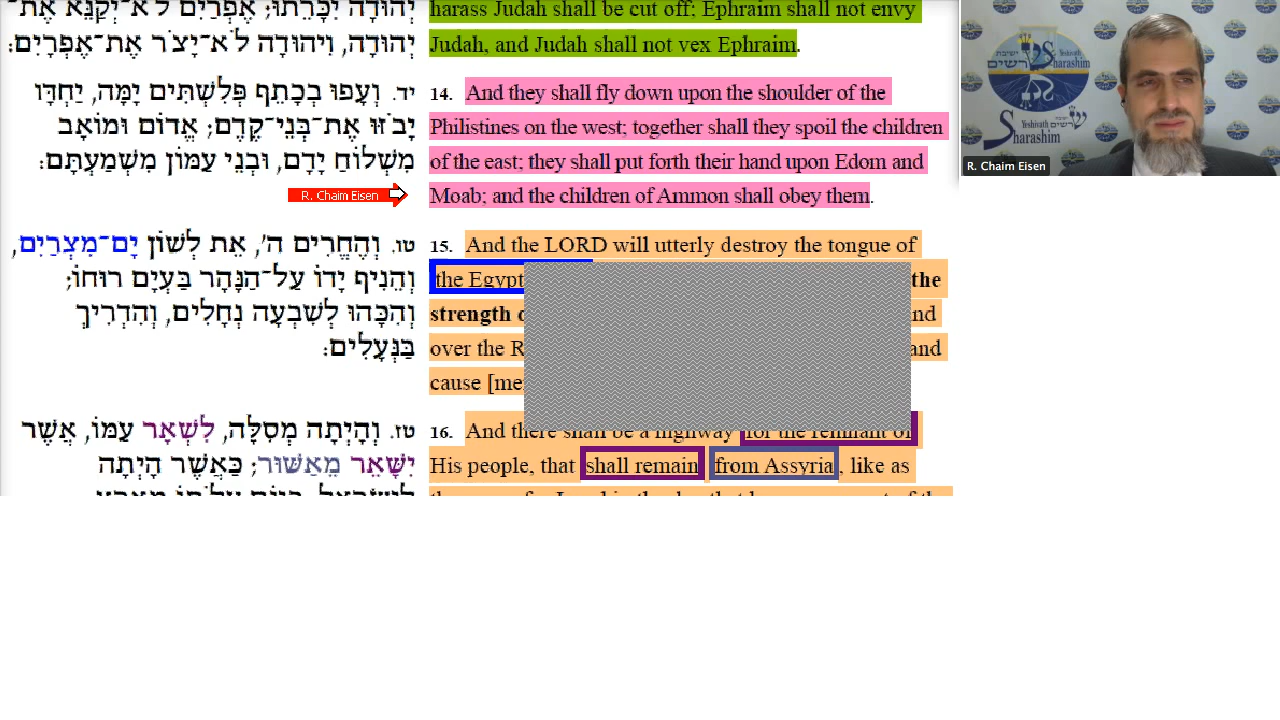 יְהוּדָה יִכָּרֵתוּ; אֶפְרַיִם לֹא־יְקַנֵּא אֶת־
יְהוּדָה, וִיהוּדָה לֹא־יָצֹר אֶת־אֶפְרָיִם:
יד. וְעָפוּ בְכָתֵף פְּלִשְׁתִּים יָמָּה, יַחְדָּו
יָבֹזּוּ אֶת־בְּנֵי־קֶדֶם; אֱדוֹם וּמוֹאָב
מִשְׁלוֹחַ יָדָם, וּבְנֵי עַמּוֹן מִשְׁמַעְתָּם:
R. Chaim Eisen
טו. וְהֶחֱרִים ה', אֵת לְשׁוֹן יָם־מִצְרַיִם,
וְהֵנִיף יָדוֹ עַל־הַנָּהָר בַּעְיָם רוּחוֹ;
וְהִכָּהוּ לְשִׁבְעָה נְחָלִים, וְהִדְרִיךְ
בַּנְּעָלִים:
טז. וְהָיְתָה מְסִלָּה, לִשְׁאָר עַמּוֹ, אֲשֶׁר
יִשָּׁאֵר מֵאַשּׁוּר; כַּאֲשֶׁר הָיְתָה
harass Judah shall be cut off; Ephraim shall not envy
Judah, and Judah shall not vex Ephraim.
14. And they shall fly down upon the shoulder of the
Philistines on the west; together shall they spoil the children
of the east; they shall put forth their hand upon Edom and
Moab; and the children of Ammon shall obey them.
15. And the LORD will utterly destroy the tongue of
the Egypt the
strength
over the and
cause
16. And there shall be a highway for the remnant of
His people, that shall remain from Assyria, like as
ישיבת
שרשים
Yeshivath
Sharashim
R. Chaim Eisen